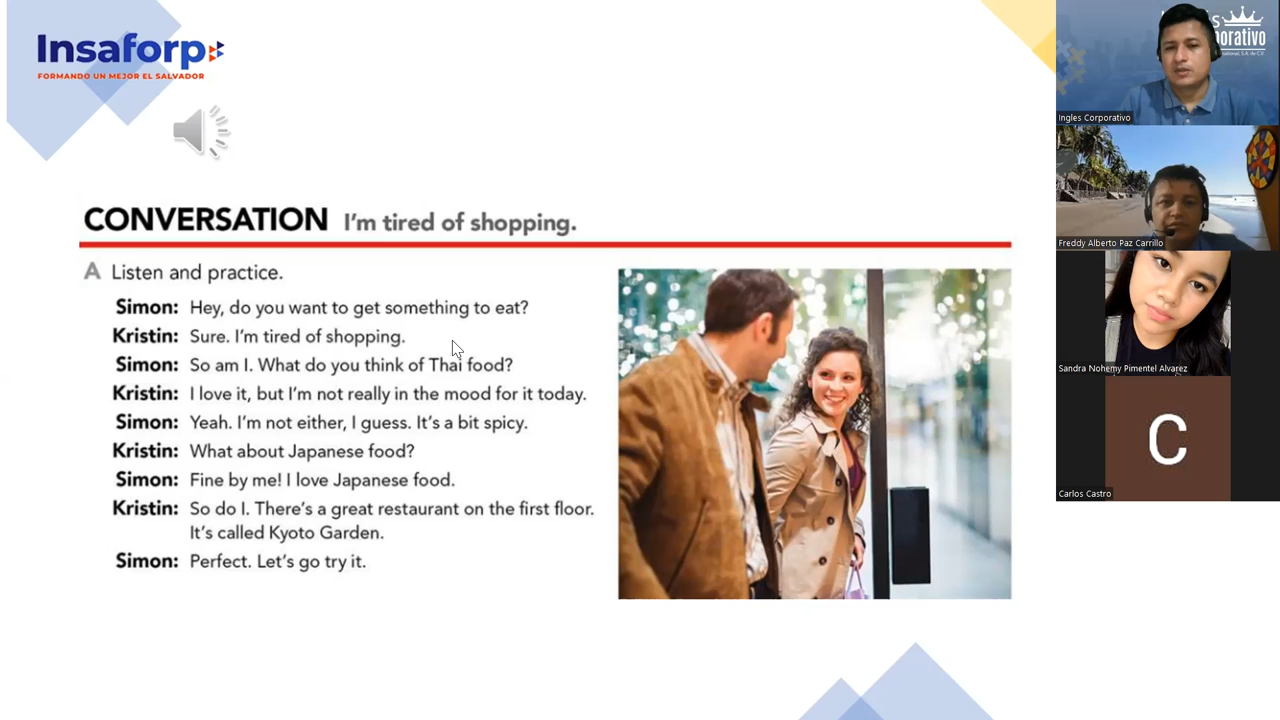 Insaforp
FORMANDO UN MEJOR EL SALVADOR
CONVERSATION I'm tired of shopping.
A Listen and practice.
Simon: Hey, do you want to get something to eat?
Kristin: Sure. I'm tired of shopping.
Simon: So am I. What do you think of Thai food?
Kristin: I love it, but I'm not really in the mood for it today.
Simon: Yeah. I'm not either, I guess. It's a bit spicy.
Kristin: What about Japanese food?
Simon: Fine by me! I love Japanese food.
Kristin: So do I. There's a great restaurant on the first floor.
It's called Kyoto Garden.
Simon: Perfect. Let's go try it.
Ingles Corporativo
Freddy Alberto Paz Carrillo
Sandra Nohemy Pimentel Alvarez
C
Carlos Castro